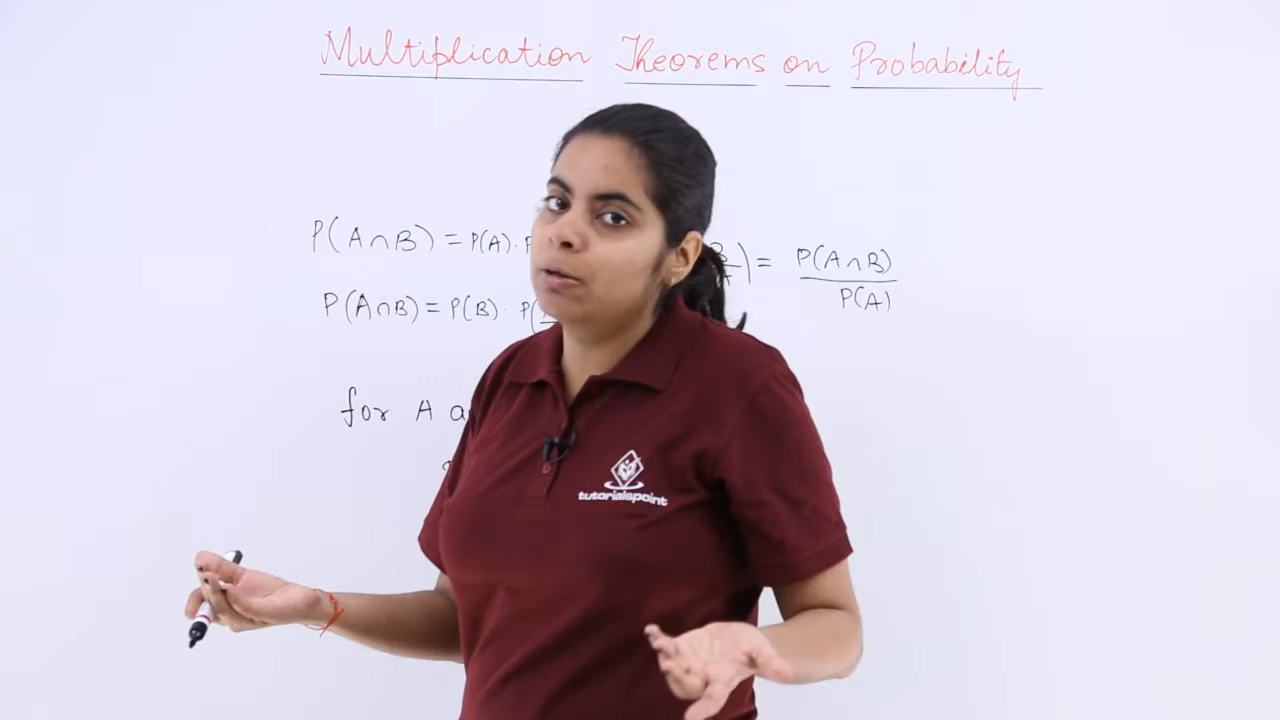 Multiplication Theorems on Probability
P(A∩B) = P(A) ·
B) = P(A∩B)
P(A)
P(A∩B) = P(B) · P(
for A
tutorialspoint